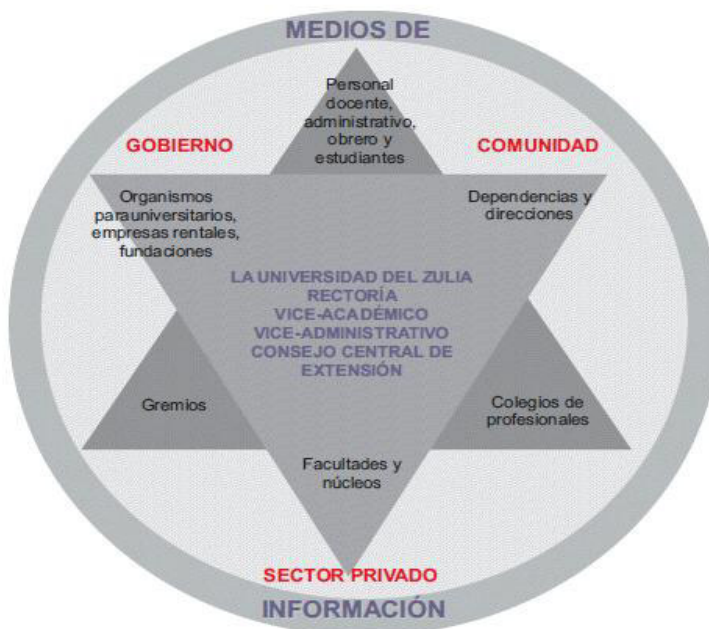 MEDIOS DE
Personal
docente,
administrativo,
obrero y
estudiantes
GOBIERNO
COMUNIDAD
Organismos
parauniversitarios,
empresas rentales,
fundaciones
Dependencias y
direcciones
LA UNIVERSIDAD DEL ZULIA
RECTORÍA
VICE-ACADÉMICO
VICE-ADMINISTRATIVO
CONSEJO CENTRAL DE
EXTENSIÓN
Gremios
Colegios de
profesionales
Facultades y
núcleos
SECTOR PRIVADO
INFORMACIÓN